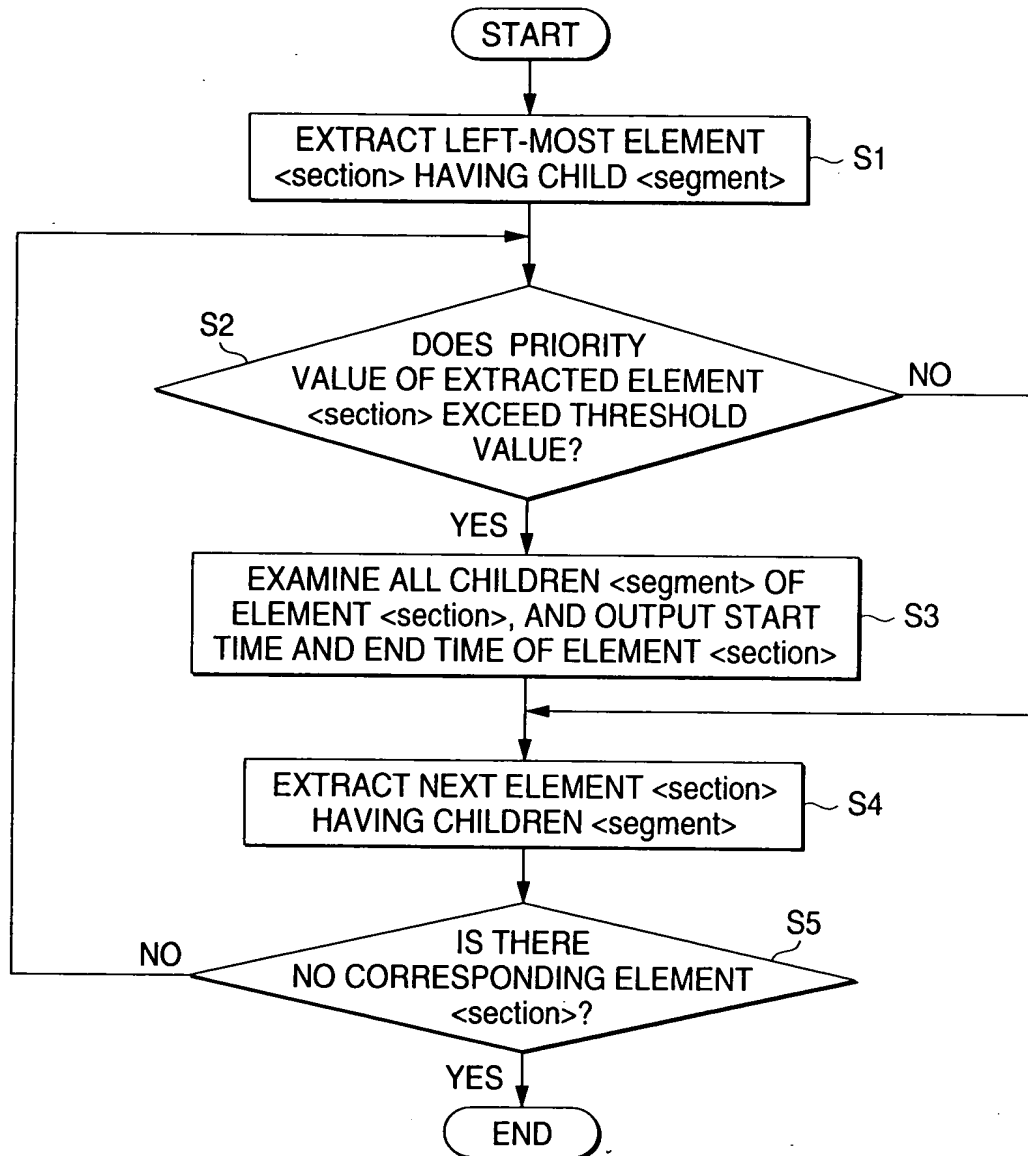 START
EXTRACT LEFT-MOST ELEMENT
<section> HAVING CHILD <segment>
S1
S2
DOES PRIORITY
VALUE OF EXTRACTED ELEMENT
<section> EXCEED THRESHOLD
VALUE?
NO
YES
EXAMINE ALL CHILDREN <segment> OF
ELEMENT <section>, AND OUTPUT START
TIME AND END TIME OF ELEMENT <section>
S3
EXTRACT NEXT ELEMENT <section>
HAVING CHILDREN <segment>
S4
S5
NO
IS THERE
NO CORRESPONDING ELEMENT
<section>?
YES
END